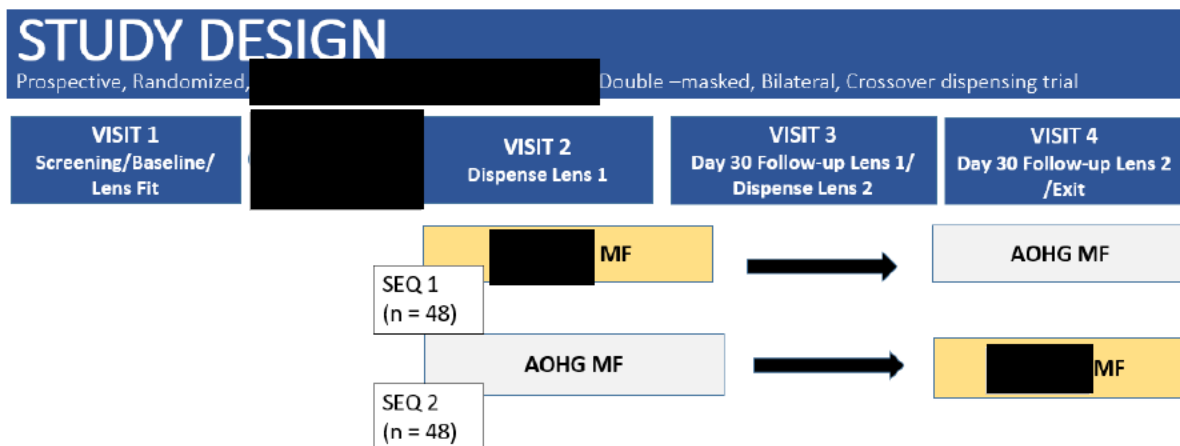 STUDY DESIGN
Prospective, Randomized, Double –masked, Bilateral, Crossover dispensing trial
VISIT 1
Screening/Baseline/
Lens Fit
VISIT 2
Dispense Lens 1
VISIT 3
Day 30 Follow-up Lens 1/
Dispense Lens 2
VISIT 4
Day 30 Follow-up Lens 2
/Exit
MF
AOHG MF
SEQ 1
(n = 48)
AOHG MF
MF
SEQ 2
(n = 48)